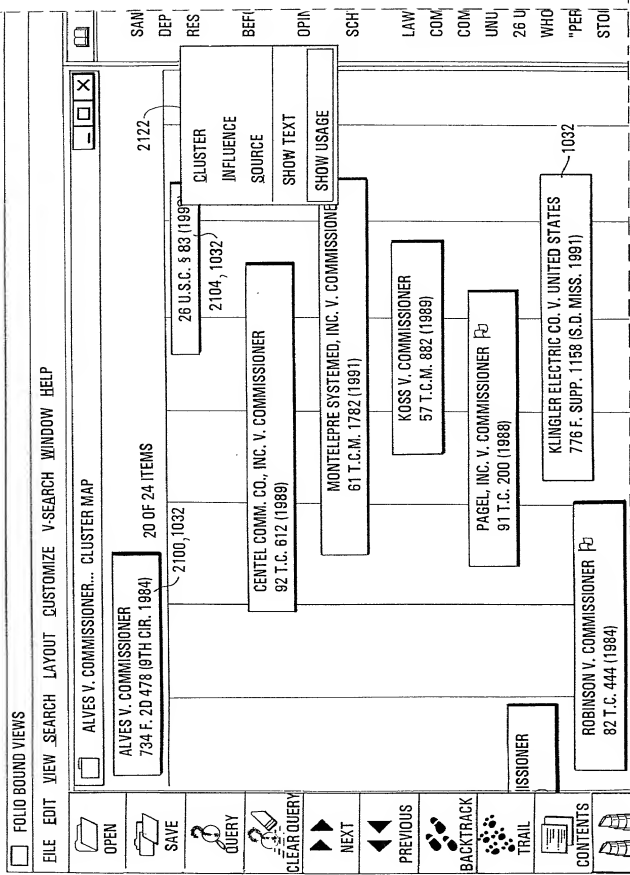 FOLIO BOUND VIEWS
FILE EDIT VIEW SEARCH LAYOUT CUSTOMIZE V-SEARCH WINDOW HELP
ALVES V. COMMISSIONER... CLUSTER MAP
OPEN
SAVE
QUERY
CLEAR QUERY
NEXT
PREVIOUS
BACKTRACK
TRAIL
CONTENTS
ALVES V. COMMISSIONER
734 F. 2D 478 (9TH CIR. 1984)
20 OF 24 ITEMS
2100,1032
26 U.S.C. § 83 (199
2104, 1032
2122
CLUSTER
INFLUENCE
SOURCE
SHOW TEXT
SHOW USAGE
CENTEL COMM. CO., INC. V. COMMISSIONER
92 T.C. 612 (1989)
MONTELEPRE SYSTEMED, INC. V. COMMISSIONE
61 T.C.M. 1782 (1991)
KOSS V. COMMISSIONER
57 T.C.M. 882 (1989)
PAGEL, INC. V. COMMISSIONER
91 T.C. 200 (1988)
ISSIONER
KLINGLER ELECTRIC CO. V. UNITED STATES
776 F. SUPP. 1158 (S.D. MISS. 1991)
1032
ROBINSON V. COMMISSIONER
82 T.C. 444 (1984)
SAN
DEP
RES
BEF
OPIN
SCH
LAW
COM
COM
UNU
26 U
WHO
"PER
STO